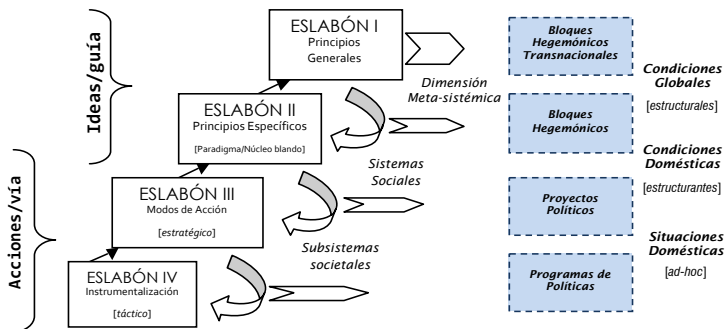 Ideas/guía
Acciones/vía
ESLABÓN I
Principios
Generales
ESLABÓN II
Principios Específicos
[Paradigma/Núcleo blando]
ESLABÓN III
Modos de Acción
[estratégico]
ESLABÓN IV
Instrumentalización
[táctico]
Dimensión
Meta-sistémica
Sistemas
Sociales
Subsistemas
societales
Bloques
Hegemónicos
Transnacionales
Bloques
Hegemónicos
Proyectos
Políticos
Programas de
Políticas
Condiciones
Globales
[estructurales]
Condiciones
Domésticas
[estructurantes]
Situaciones
Domésticas
[ad-hoc]